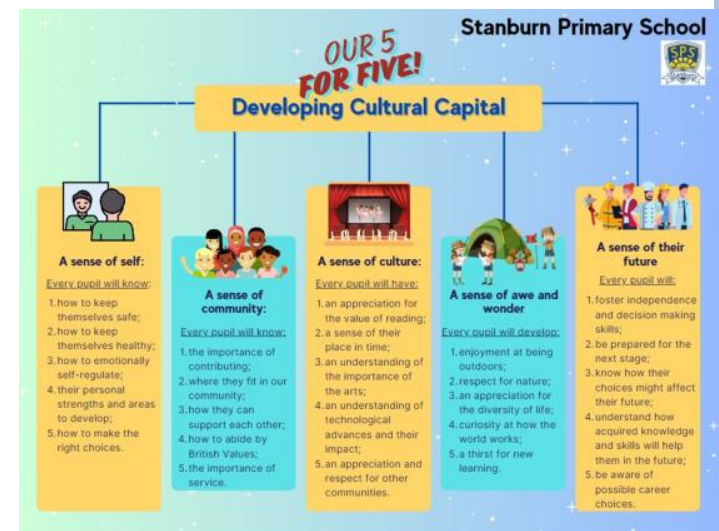 Stanburn Primary School
SPS
OUR 5
FOR FIVE!
Developing Cultural Capital
A sense of self:
Every pupil will know:
1.how to keep
themselves safe;
2.how to keep
themselves healthy;
3.how to emotionally
self-regulate;
4.their personal
strengths and areas
to develop;
5.how to make the
right choices.
A sense of
community:
Every pupil will know:
1.the importance of
contributing;
2.where they fit in our
community;
3.how they can
support each other;
4.how to abide by
British Values;
5.the importance of
service.
A sense of culture:
Every pupil will have:
1.an appreciation for
the value of reading;
2.a sense of their
place in time;
3.an understanding of
the importance of
the arts;
4.an understanding of
technological
advances and their
impact;
5.an appreciation and
respect for other
communities.
A sense of awe and
wonder
Every pupil will develop:
1.enjoyment at being
outdoors;
2.respect for nature;
3.an appreciation for
the diversity of life;
4.curiosity at how the
world works;
5.a thirst for new
learning.
A sense of their
future
Every pupil will:
1.foster independence
and decision making
skills;
2.be prepared for the
next stage;
3.know how their
choices might affect
their future;
4.understand how
acquired knowledge
and skills will help
them in the future;
5.be aware of
possible career
choices.